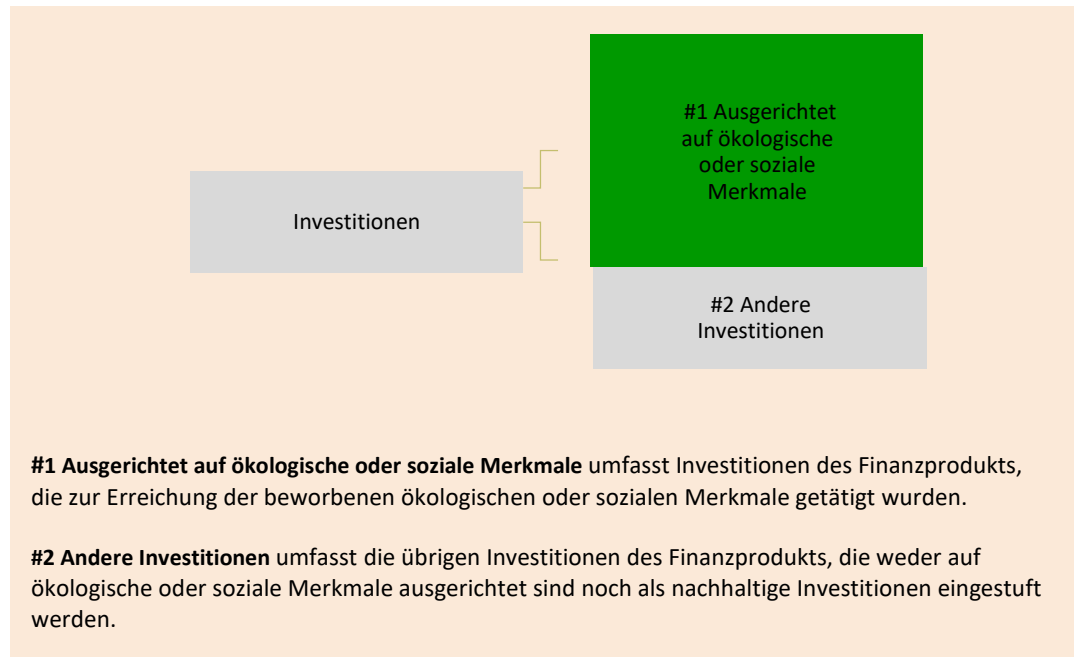 #1 Ausgerichtet
auf ökologische
oder soziale
Merkmale
Investitionen
#2 Andere
Investitionen
#1 Ausgerichtet auf ökologische oder soziale Merkmale umfasst Investitionen des Finanzprodukts,
die zur Erreichung der beworbenen ökologischen oder sozialen Merkmale getätigt wurden.
#2 Andere Investitionen umfasst die übrigen Investitionen des Finanzprodukts, die weder auf
ökologische oder soziale Merkmale ausgerichtet sind noch als nachhaltige Investitionen eingestuft
werden.